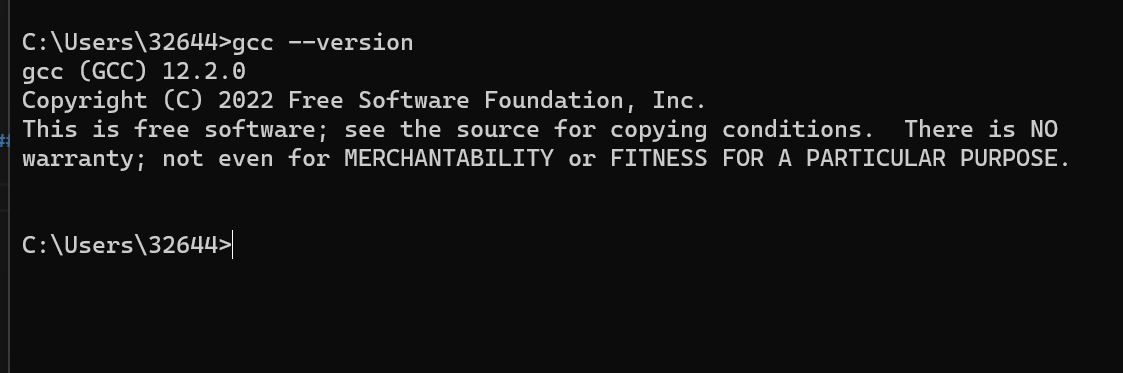 C:\Users\32644>gcc --version
gcc (GCC) 12.2.0
Copyright (C) 2022 Free Software Foundation, Inc.
This is free software; see the source for copying conditions.  There is NO
warranty; not even for MERCHANTABILITY or FITNESS FOR A PARTICULAR PURPOSE.
C:\Users\32644>